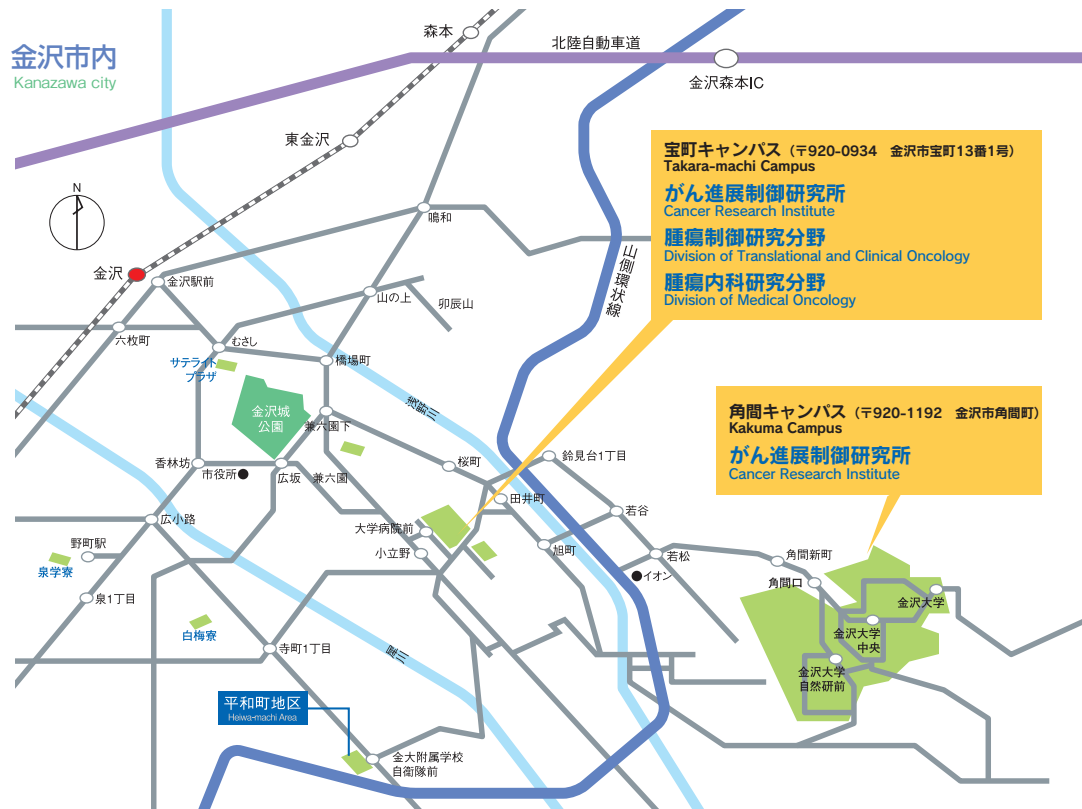 金沢市内
Kanazawa city
森本
北陸自動車道
金沢森本IC
東金沢
宝町キャンパス（〒920-0934　金沢市宝町13番1号）
Takara-machi Campus
がん進展制御研究所
Cancer Research Institute
腫瘍制御研究分野
Division of Translational and Clinical Oncology
腫瘍内科研究分野
Division of Medical Oncology
N
鳴和
山側環状線
金沢
金沢駅前
山の上
卯辰山
六枚町
むさし
サテライト
プラザ
橋場町
浅野川
金沢城
公園
兼六園下
角間キャンパス（〒920-1192　金沢市角間町）
Kakuma Campus
がん進展制御研究所
Cancer Research Institute
香林坊
市役所
広坂
兼六園
桜町
鈴見台1丁目
田井町
若谷
広小路
大学病院前
小立野
旭町
若松
野町駅
泉学寮
イオン
角間新町
角間口
泉1丁目
金沢大学
白梅寮
金沢大学
中央
寺町1丁目
犀川
金沢大学
自然研前
平和町地区
Heiwa-machi Area
金大附属学校
自衛隊前